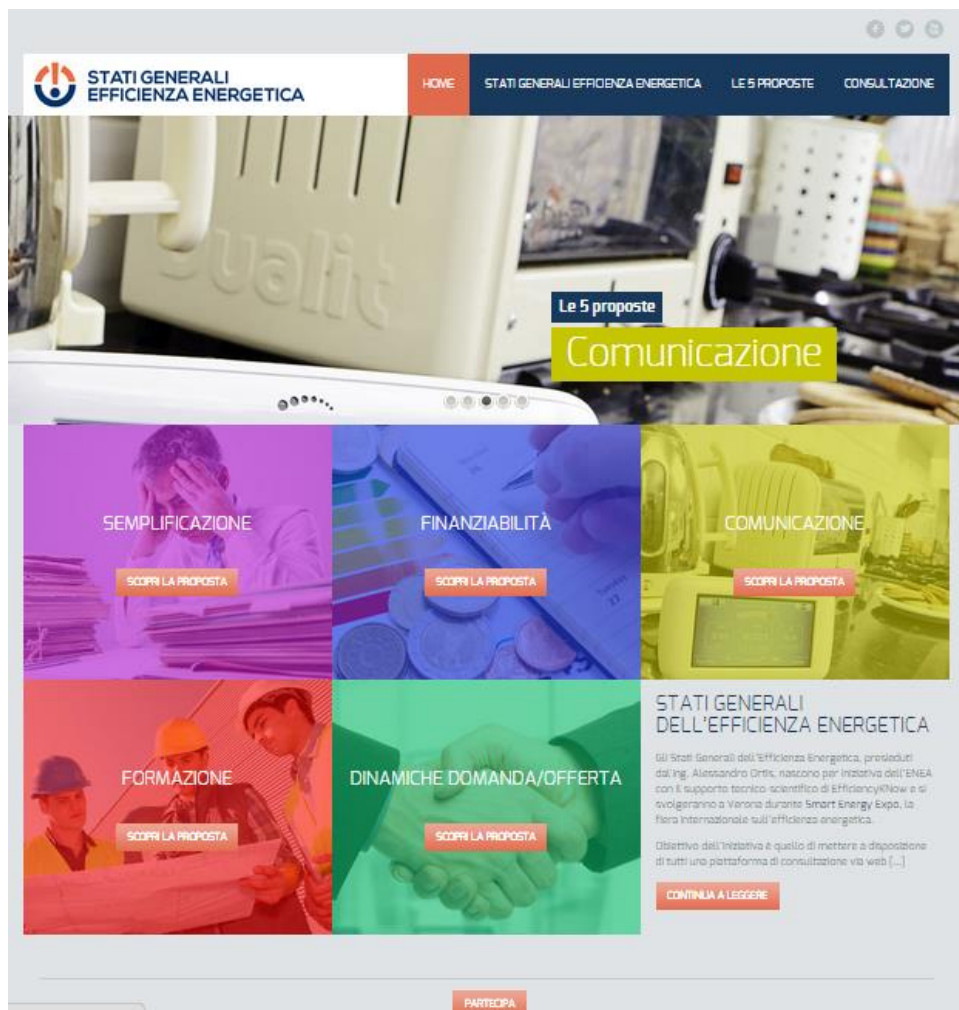 STATI GENERALI
EFFICIENZA ENERGETICA
HOME STATI GENERALI EFFICIENZA ENERGETICA LE 5 PROPOSTE CONSULTAZIONE
Dualit
Le 5 proposte
Comunicazione
SEMPLIFICAZIONE
SCOPRI LA PROPOSTA
FINANZIABILITÀ
SCOPRI LA PROPOSTA
COMUNICAZIONE
SCOPRI LA PROPOSTA
FORMAZIONE
SCOPRI LA PROPOSTA
DINAMICHE DOMANDA/OFFERTA
SCOPRI LA PROPOSTA
STATI GENERALI
DELL'EFFICIENZA ENERGETICA
Gli Stati Generali dell'Efficienza Energetica, presieduti
dal'ing. Alessandro Ortis, nascono per iniziativa dell'ENEA
con il supporto tecnico-scientifico di EfficiencyKNow e si
svolgeranno a Verona durante Smart Energy Expo, la
fiera internazionale sull'efficienza energetica.
Obiettivo dell'iniziativa è quello di mettere a disposizione
di tutti una piattaforma di consultazione via web [...]
CONTINUA A LEGGERE
PARTECIPA